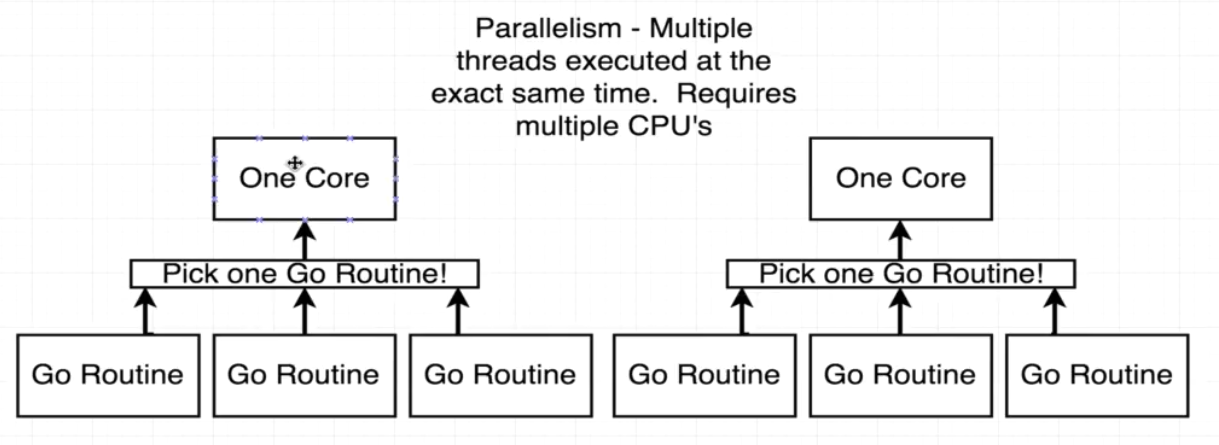 Parallelism - Multiple
threads executed at the
exact same time.  Requires
multiple CPU's
One Core
One Core
Pick one Go Routine!
Pick one Go Routine!
Go Routine
Go Routine
Go Routine
Go Routine
Go Routine
Go Routine